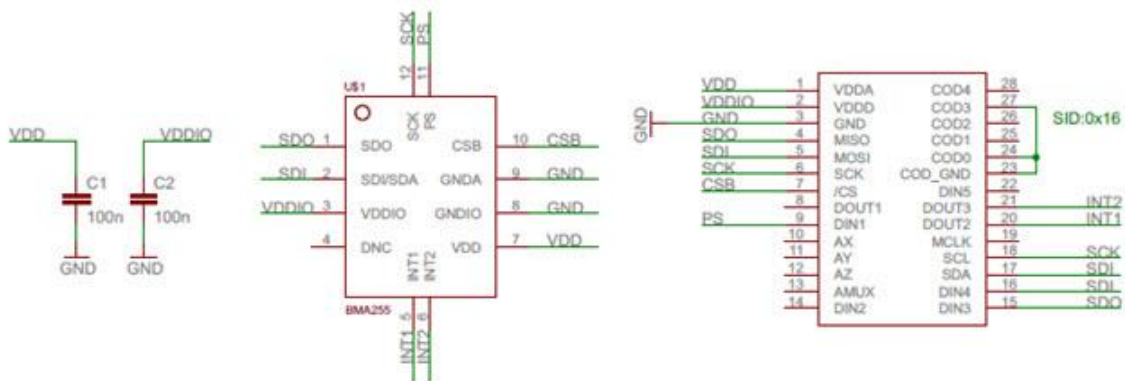 VDD
VDDIO
C1
100n
C2
100n
GND
GND
SCK
PS
12
11
U$1
SCK
PS
SDO 1 SDO
CSB 10 CSB
SDI 2 SDI/SDA
GNDA 9 GND
VDDIO 3 VDDIO
GNDIO 8 GND
4 DNC
VDD 7 VDD
INT1
INT2
BMA255
5
6
INT1
INT2
GND
VDD 1 VDDA COD4 28
VDDIO 2 VDDD COD3 27
GND 3 GND COD2 26
SDO 4 MISO COD1 25
SDI 5 MOSI COD0 24
SCK 6 SCK COD_GND 23
CSB 7 /CS DIN5 22
8 DOUT1 DOUT3 21 INT2
PS 9 DIN1 DOUT2 20 INT1
10 AX MCLK 19
11 AY SCL 18 SCK
12 AZ SDA 17 SDI
13 AMUX DIN4 16 SDI
14 DIN2 DIN3 15 SDO
SID:0x16